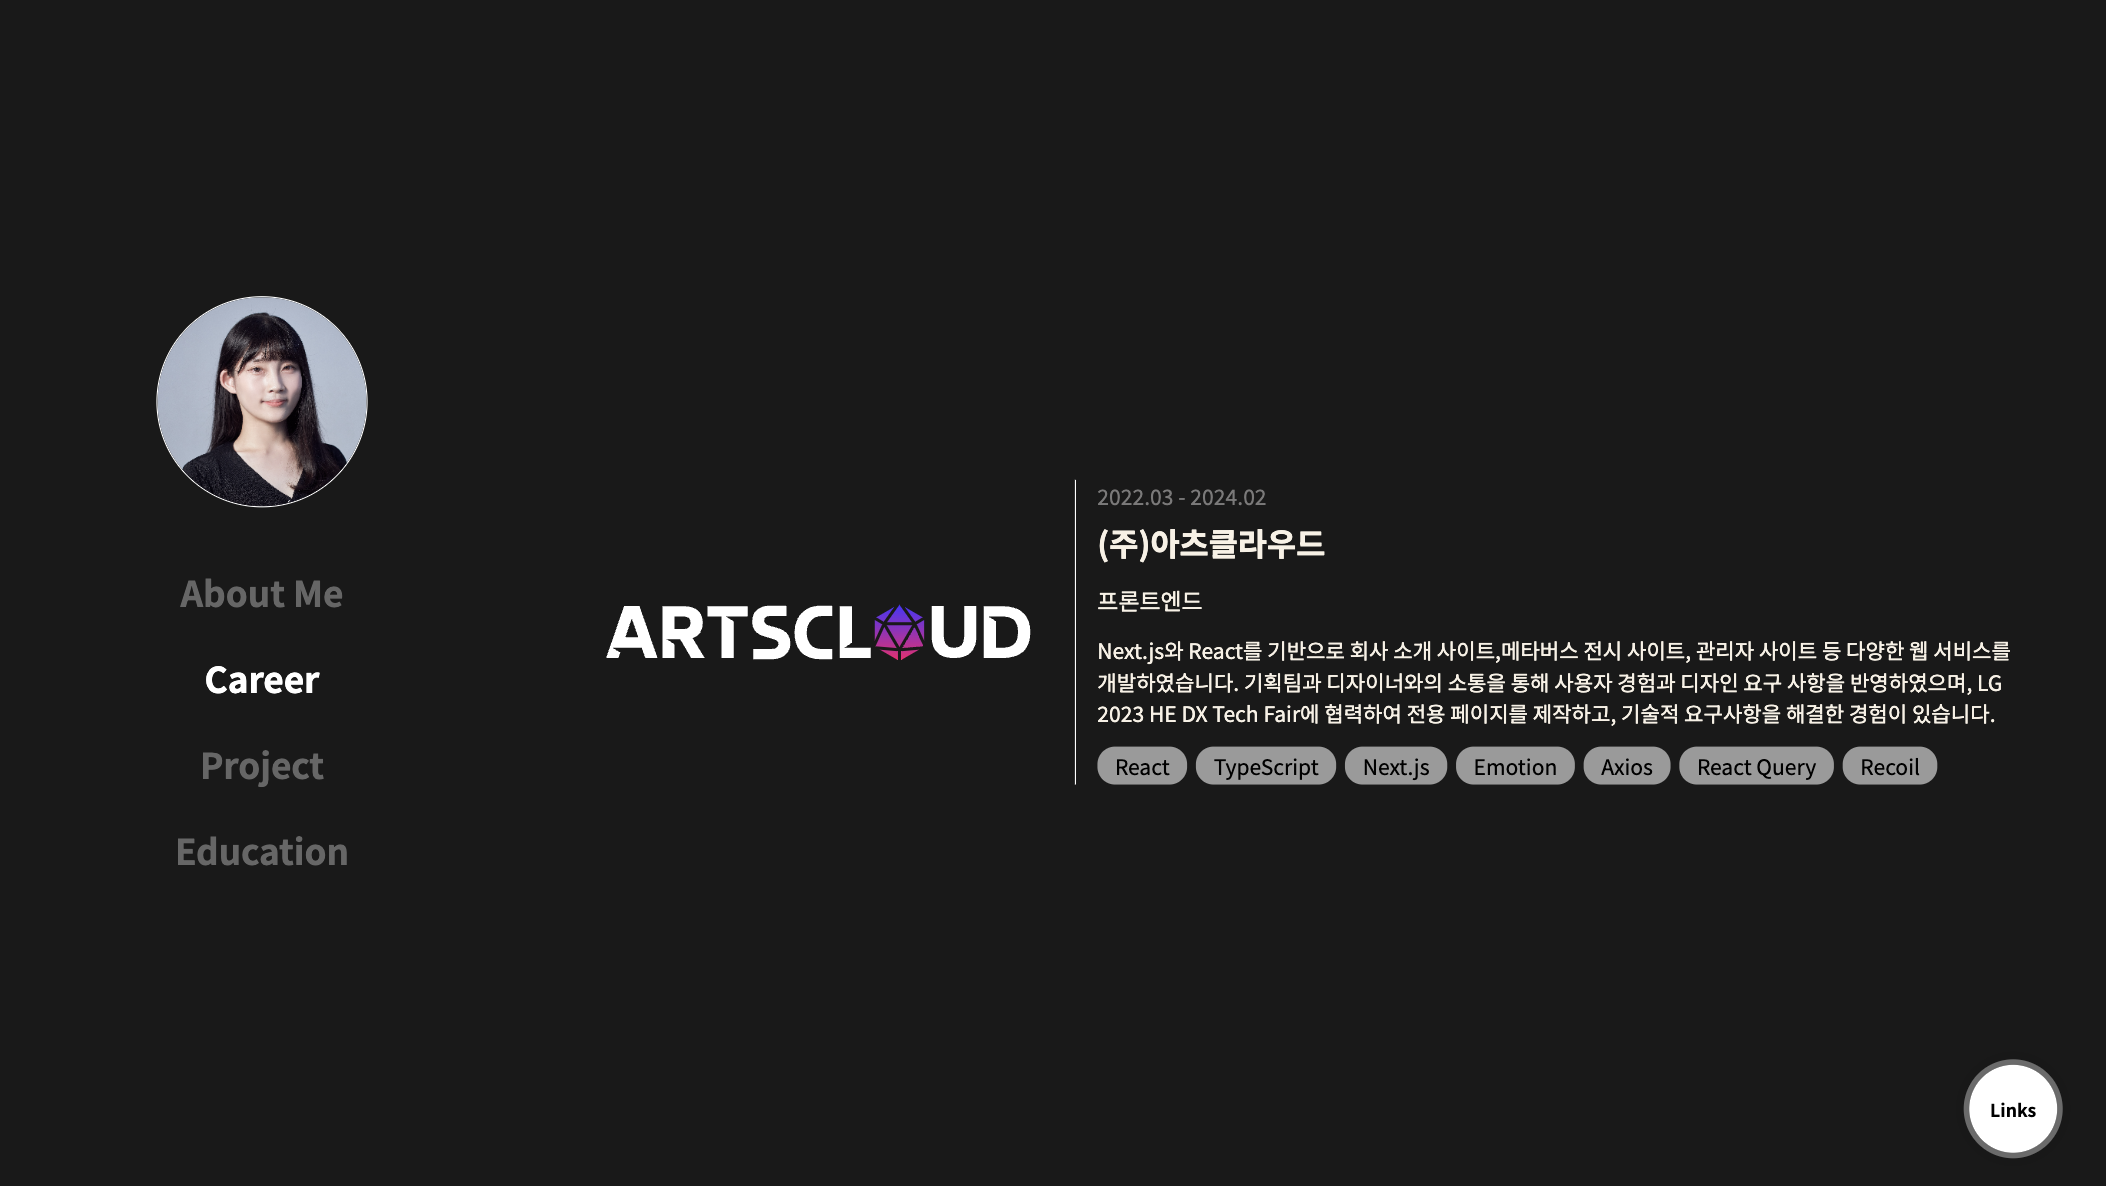 About Me
Career
Project
Education
ARTSCLOUD
2022.03 - 2024.02
(주)아츠클라우드
프론트엔드
Next.js와 React를 기반으로 회사 소개 사이트,메타버스 전시 사이트, 관리자 사이트 등 다양한 웹 서비스를
개발하였습니다. 기획팀과 디자이너와의 소통을 통해 사용자 경험과 디자인 요구 사항을 반영하였으며, LG
2023 HE DX Tech Fair에 협력하여 전용 페이지를 제작하고, 기술적 요구사항을 해결한 경험이 있습니다.
React TypeScript Next.js Emotion Axios React Query Recoil
Links